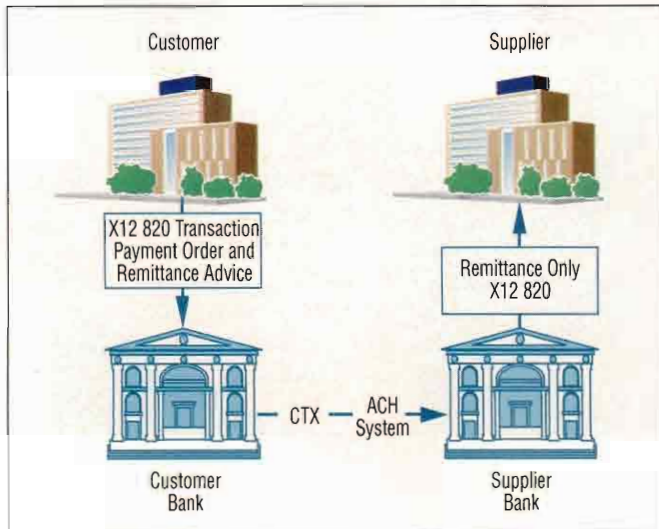 Customer
Supplier
X12 820 Transaction
Payment Order and
Remittance Advice
Remittance Only
X12 820
CTX
ACH
System
Customer
Bank
Supplier
Bank